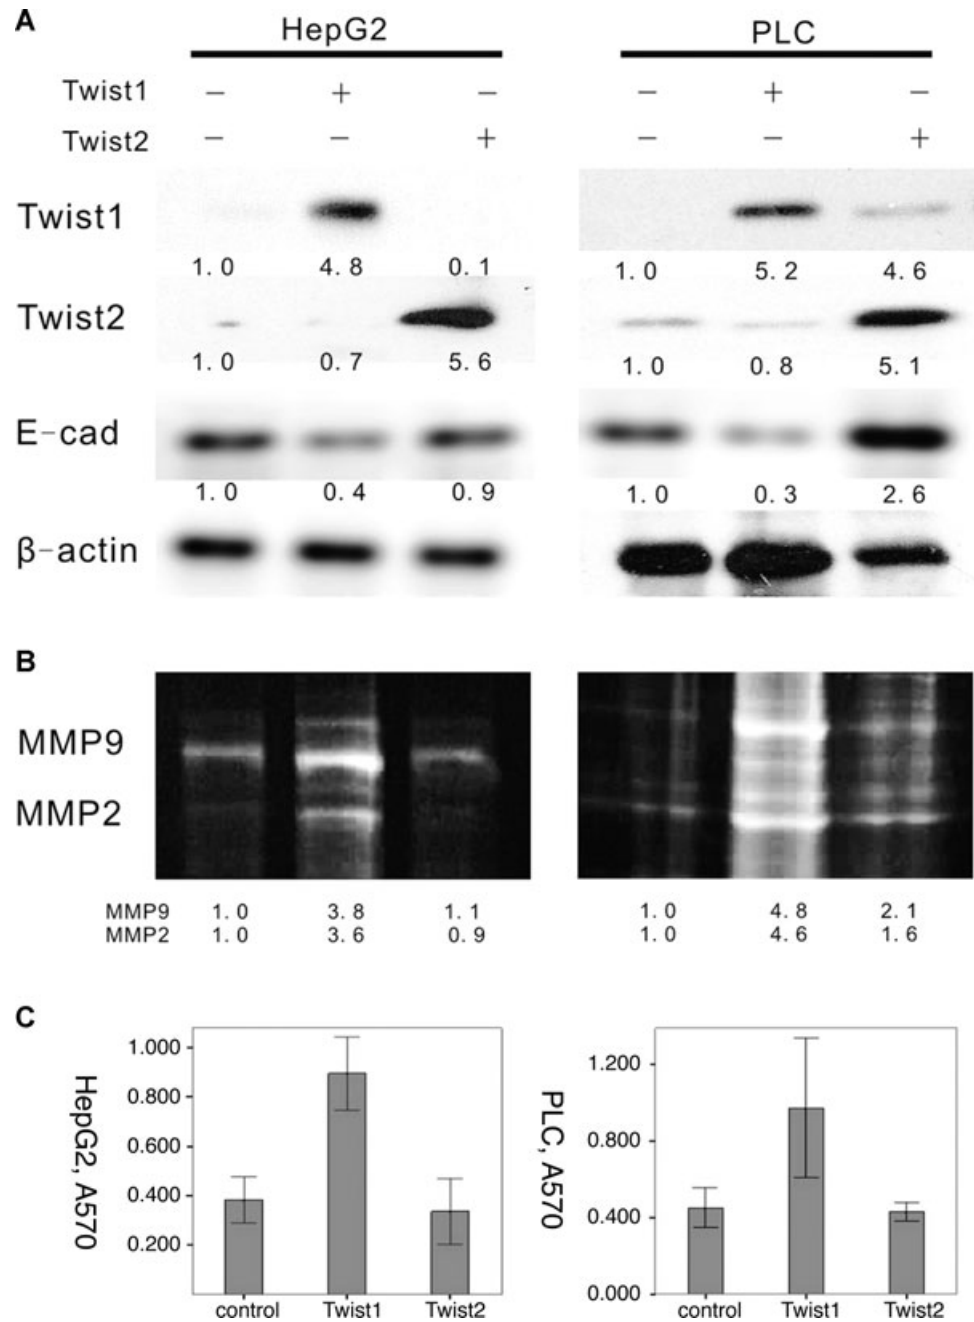 A
HepG2 PLC
Twist1 − + − − + −
Twist2 − − + − − +
Twist1
1.0 4.8 0.1 1.0 5.2 4.6
Twist2
1.0 0.7 5.6 1.0 0.8 5.1
E-cad
1.0 0.4 0.9 1.0 0.3 2.6
β-actin
B
MMP9
MMP2
MMP9 1.0 3.8 1.1 1.0 4.8 2.1
MMP2 1.0 3.6 0.9 1.0 4.6 1.6
C
HepG2, A570
1.000
0.800
0.600
0.400
0.200
control Twist1 Twist2
PLC, A570
1.200
0.800
0.400
0.000
control Twist1 Twist2